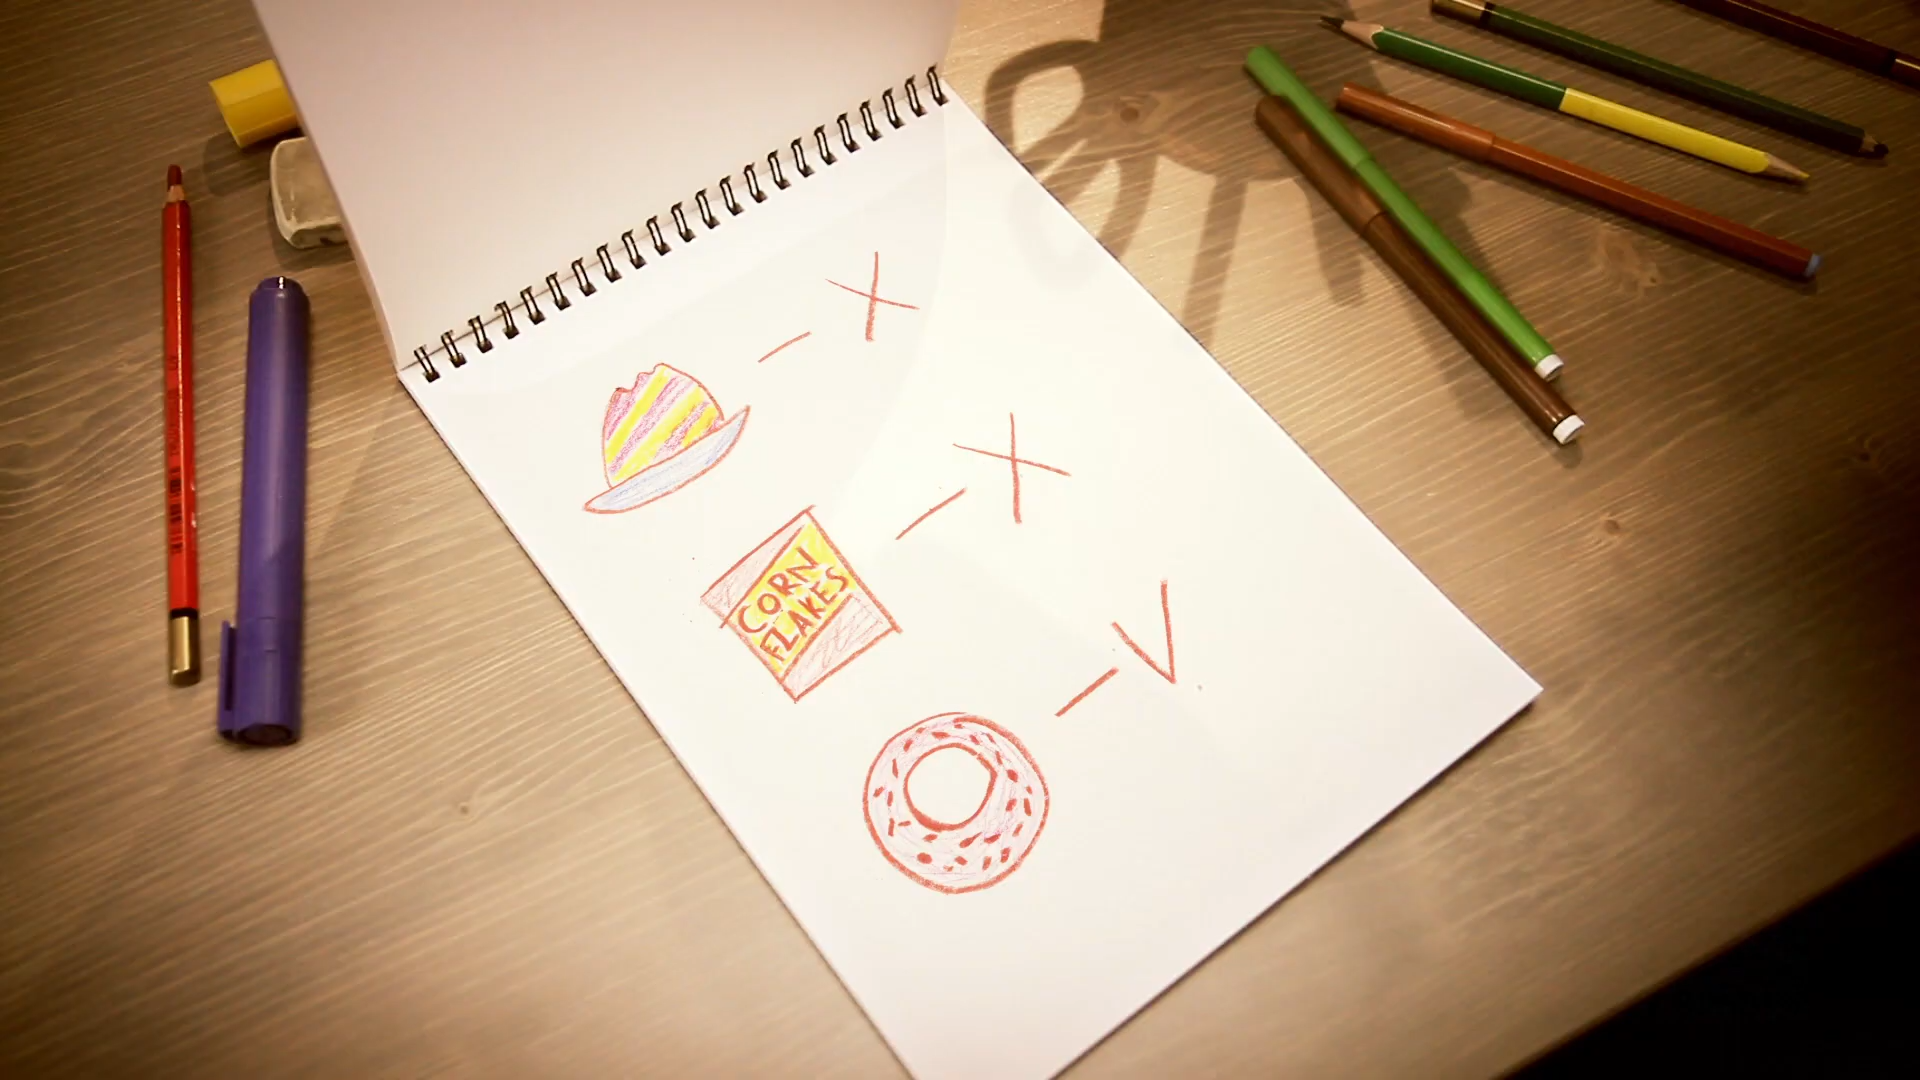 - X
- X
CORN
FLAKES
- V